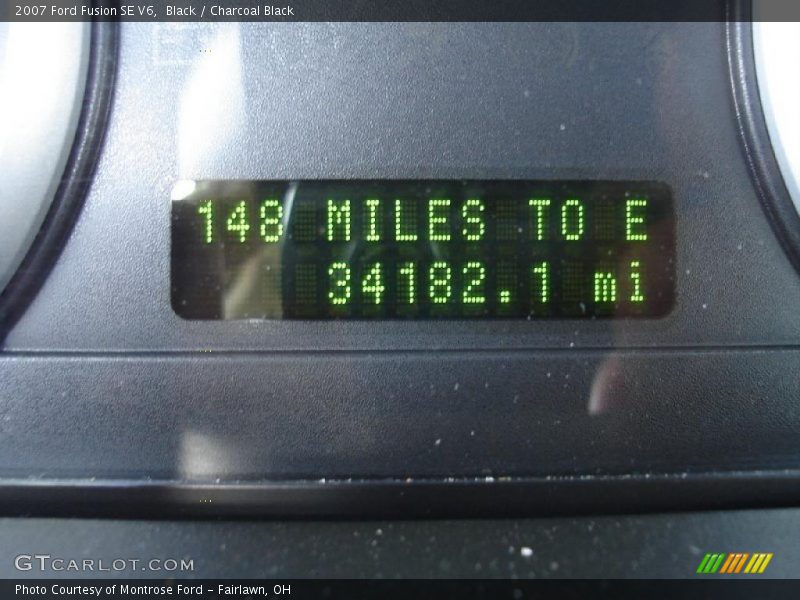 2007 Ford Fusion SE V6,  Black / Charcoal Black
148 MILES TO E
34182.1 mi
GTCARLOT.COM
Photo Courtesy of Montrose Ford - Fairlawn, OH